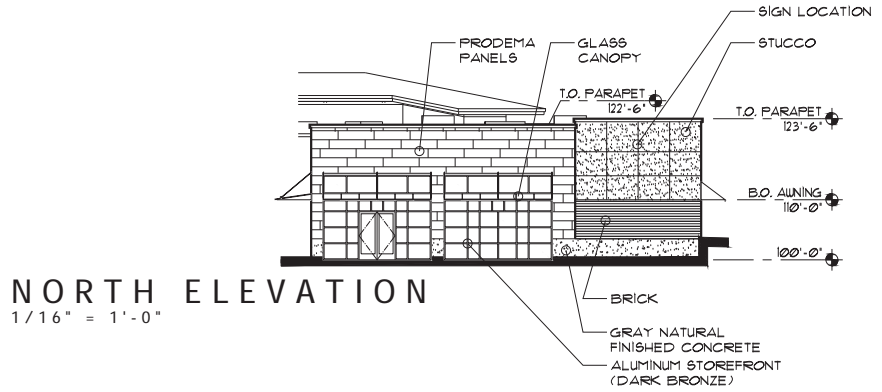 SIGN LOCATION
PRODEMA
PANELS
GLASS
CANOPY
STUCCO
T.O. PARAPET
122'-6"
T.O. PARAPET
123'-6"
B.O. AWNING
110'-0"
100'-0"
NORTH ELEVATION
1/16" = 1'-0"
BRICK
GRAY NATURAL
FINISHED CONCRETE
ALUMINUM STOREFRONT
(DARK BRONZE)